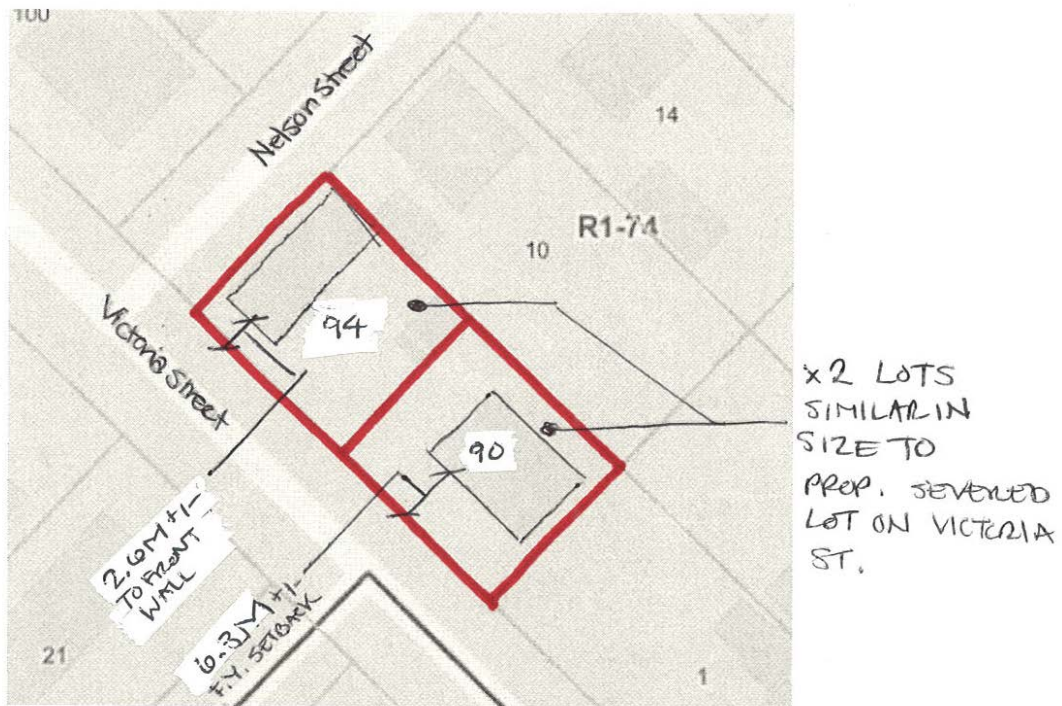 100
Nelson Street
14
R1-74
10
Victoria Street
94
90
x2 LOTS
SIMILAR IN
SIZE TO
PROP. SEVERED
LOT ON VICTORIA
ST.
2.6M +/-
TO FRONT
WALL
6.3M +/-
F.Y. SETBACK
21
1